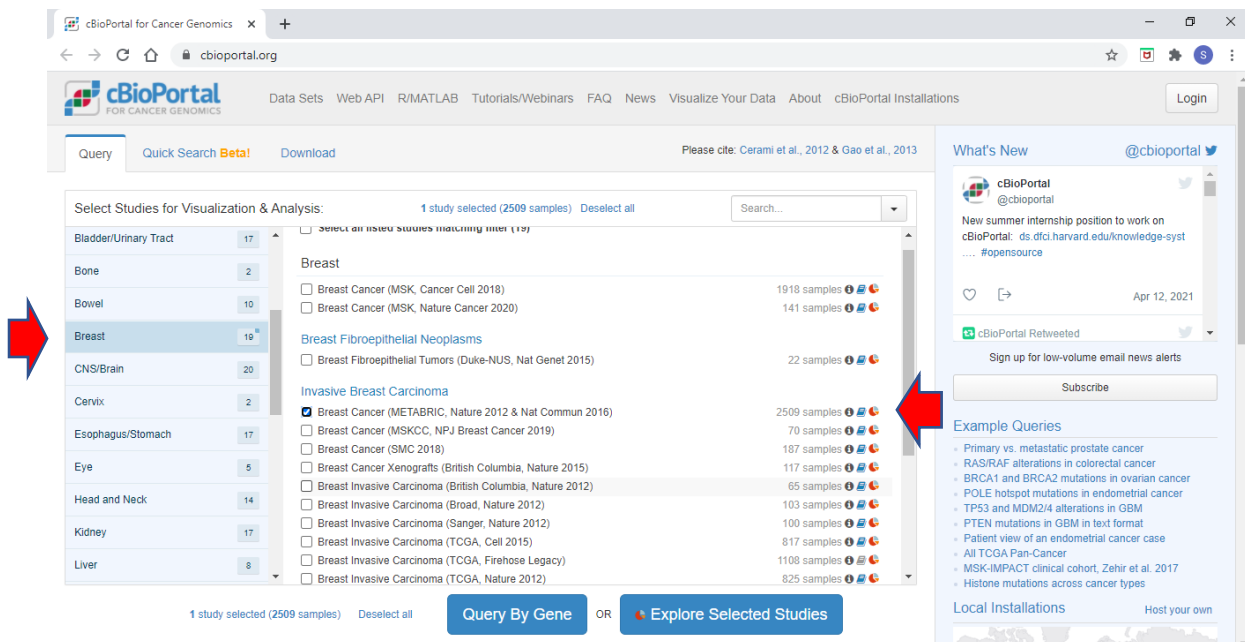 cBioPortal for Cancer Genomics
cbioportal.org
S
cBioPortal
FOR CANCER GENOMICS
Data Sets Web API R/MATLAB Tutorials/Webinars FAQ News Visualize Your Data About cBioPortal Installations
Login
Query Quick Search Beta! Download
Please cite: Cerami et al., 2012 & Gao et al., 2013
Select Studies for Visualization & Analysis:
1 study selected (2509 samples) Deselect all
Search...
Bladder/Urinary Tract 17
Bone 2
Bowel 10
Breast 19
CNS/Brain 20
Cervix 2
Esophagus/Stomach 17
Eye 5
Head and Neck 14
Kidney 17
Liver 8
Select all listed studies matching filter (19)
Breast
Breast Cancer (MSK, Cancer Cell 2018) 1918 samples
Breast Cancer (MSK, Nature Cancer 2020) 141 samples
Breast Fibroepithelial Neoplasms
Breast Fibroepithelial Tumors (Duke-NUS, Nat Genet 2015) 22 samples
Invasive Breast Carcinoma
Breast Cancer (METABRIC, Nature 2012 & Nat Commun 2016) 2509 samples
Breast Cancer (MSKCC, NPJ Breast Cancer 2019) 70 samples
Breast Cancer (SMC 2018) 187 samples
Breast Cancer Xenografts (British Columbia, Nature 2015) 117 samples
Breast Invasive Carcinoma (British Columbia, Nature 2012) 65 samples
Breast Invasive Carcinoma (Broad, Nature 2012) 103 samples
Breast Invasive Carcinoma (Sanger, Nature 2012) 100 samples
Breast Invasive Carcinoma (TCGA, Cell 2015) 817 samples
Breast Invasive Carcinoma (TCGA, Firehose Legacy) 1108 samples
Breast Invasive Carcinoma (TCGA, Nature 2012) 825 samples
1 study selected (2509 samples) Deselect all
Query By Gene OR Explore Selected Studies
What's New @cbioportal
cBioPortal
@cbioportal
New summer internship position to work on
cBioPortal: ds.dfci.harvard.edu/knowledge-syst
.... #opensource
Apr 12, 2021
cBioPortal Retweeted
Sign up for low-volume email news alerts
Subscribe
Example Queries
Primary vs. metastatic prostate cancer
RAS/RAF alterations in colorectal cancer
BRCA1 and BRCA2 mutations in ovarian cancer
POLE hotspot mutations in endometrial cancer
TP53 and MDM2/4 alterations in GBM
PTEN mutations in GBM in text format
Patient view of an endometrial cancer case
All TCGA Pan-Cancer
MSK-IMPACT clinical cohort, Zehir et al. 2017
Histone mutations across cancer types
Local Installations Host your own